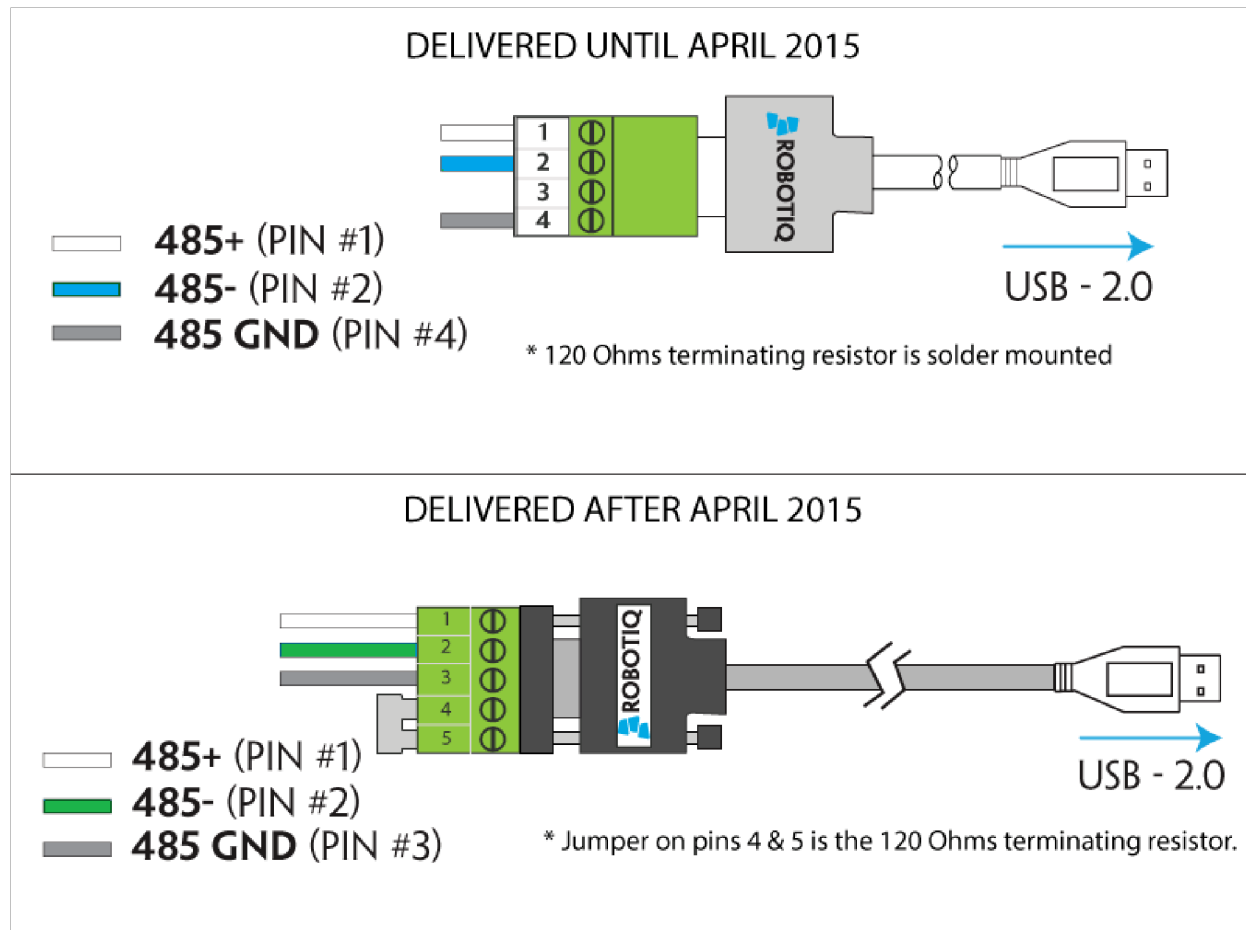 DELIVERED UNTIL APRIL 2015
1
2
3
4
ROBOTIQ
485+ (PIN #1)
485- (PIN #2)
485 GND (PIN #4)
USB - 2.0
* 120 Ohms terminating resistor is solder mounted
DELIVERED AFTER APRIL 2015
1
2
3
4
5
ROBOTIQ
485+ (PIN #1)
485- (PIN #2)
485 GND (PIN #3)
USB - 2.0
* Jumper on pins 4 & 5 is the 120 Ohms terminating resistor.